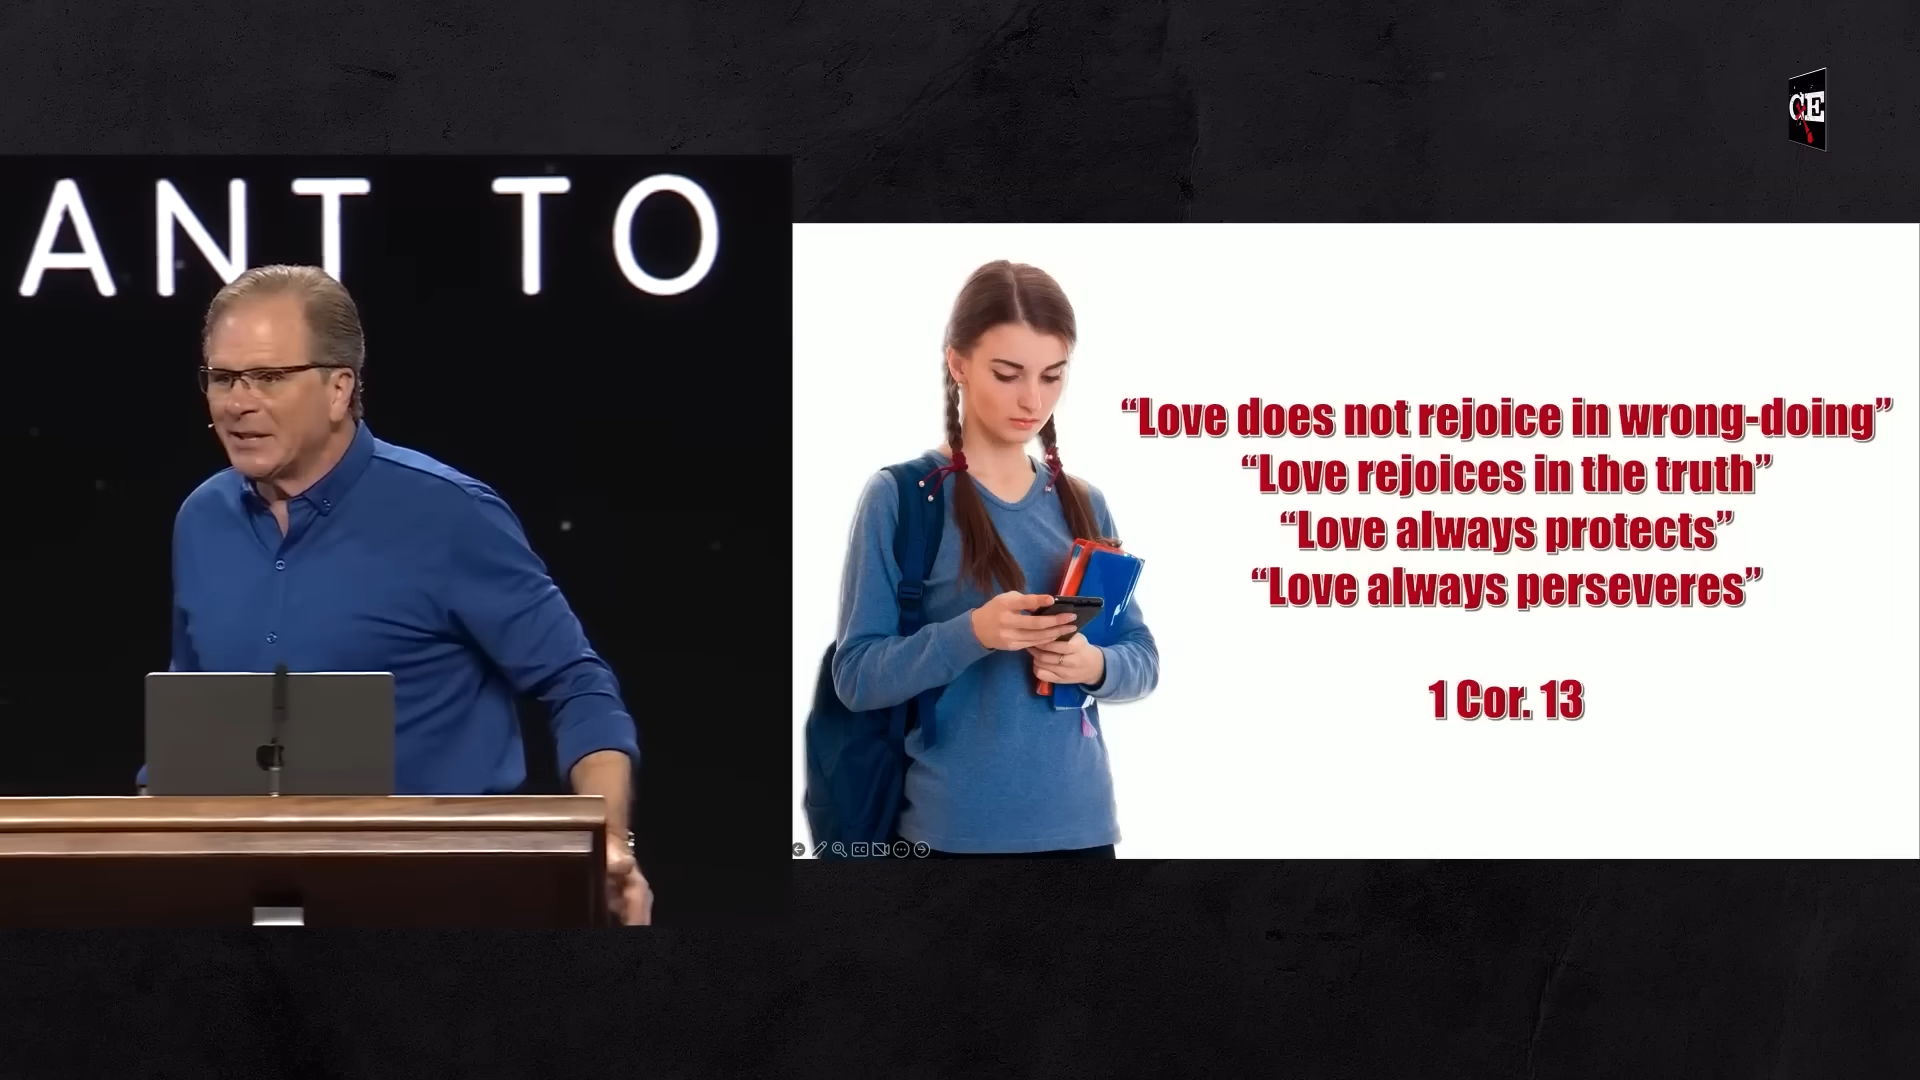 ANT TO
CE
“Love does not rejoice in wrong-doing”
“Love rejoices in the truth”
“Love always protects”
“Love always perseveres”
1 Cor. 13
CC